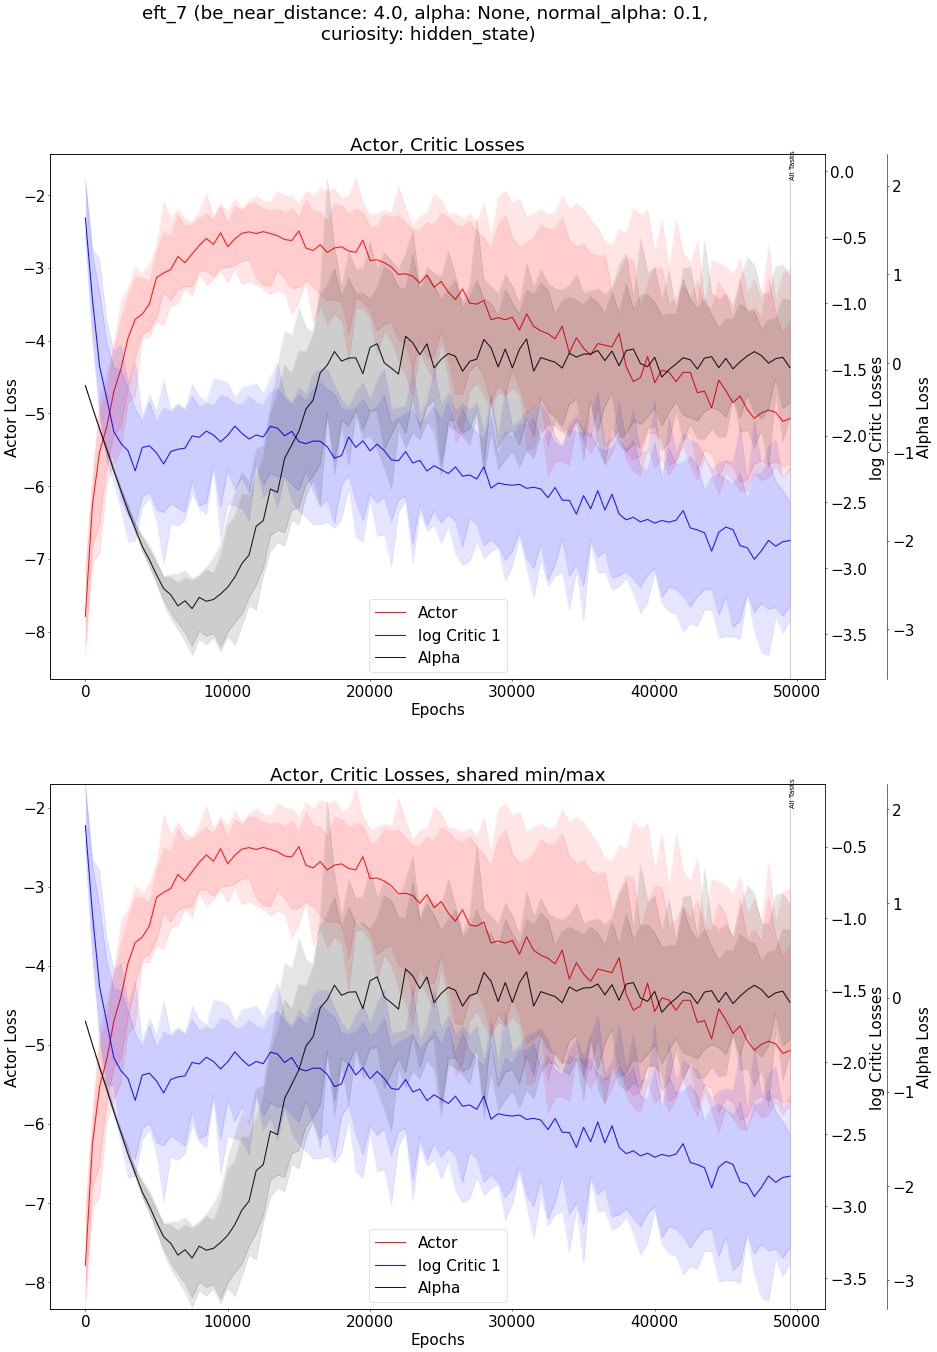 eft_7 (be_near_distance: 4.0, alpha: None, normal_alpha: 0.1,
curiosity: hidden_state)
Actor, Critic Losses
All Tasks
−2
−3
−4
−5
−6
−7
−8
Actor Loss
0.0
−0.5
−1.0
−1.5
−2.0
−2.5
−3.0
−3.5
log Critic Losses
2
1
0
−1
−2
−3
Alpha Loss
Actor
log Critic 1
Alpha
0 10000 20000 30000 40000 50000
Epochs
Actor, Critic Losses, shared min/max
All Tasks
−2
−3
−4
−5
−6
−7
−8
Actor Loss
−0.5
−1.0
−1.5
−2.0
−2.5
−3.0
−3.5
log Critic Losses
2
1
0
−1
−2
−3
Alpha Loss
Actor
log Critic 1
Alpha
0 10000 20000 30000 40000 50000
Epochs